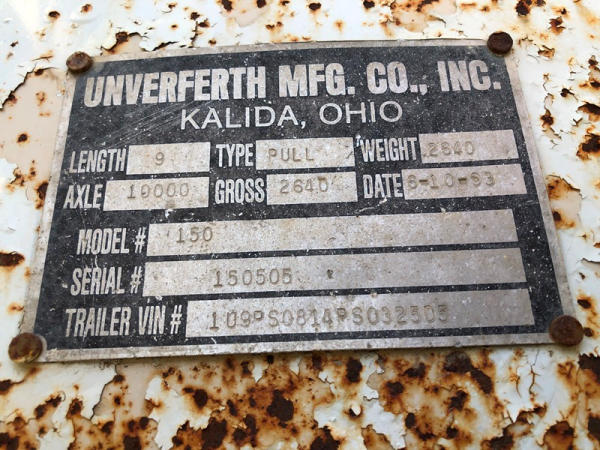 UNVERFERTH MFG. CO., INC.
KALIDA, OHIO
LENGTH 9 TYPE PULL WEIGHT 2640
AXLE 10000 GROSS 2640 DATE 6-10-93
MODEL # 150
SERIAL # 150505
TRAILER VIN # 1U9PS0814PS032505